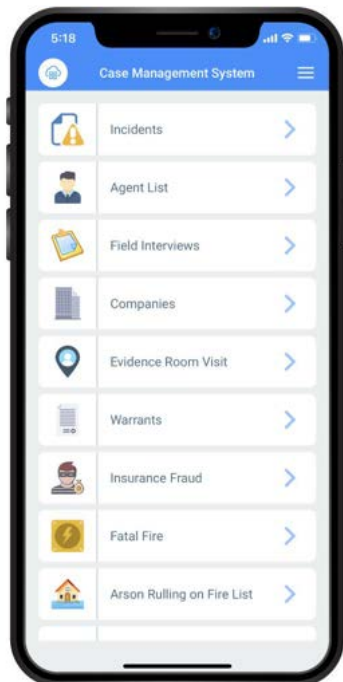 5:18
Case Management System
Incidents
Agent List
Field Interviews
Companies
Evidence Room Visit
Warrants
Insurance Fraud
Fatal Fire
Arson Rulling on Fire List